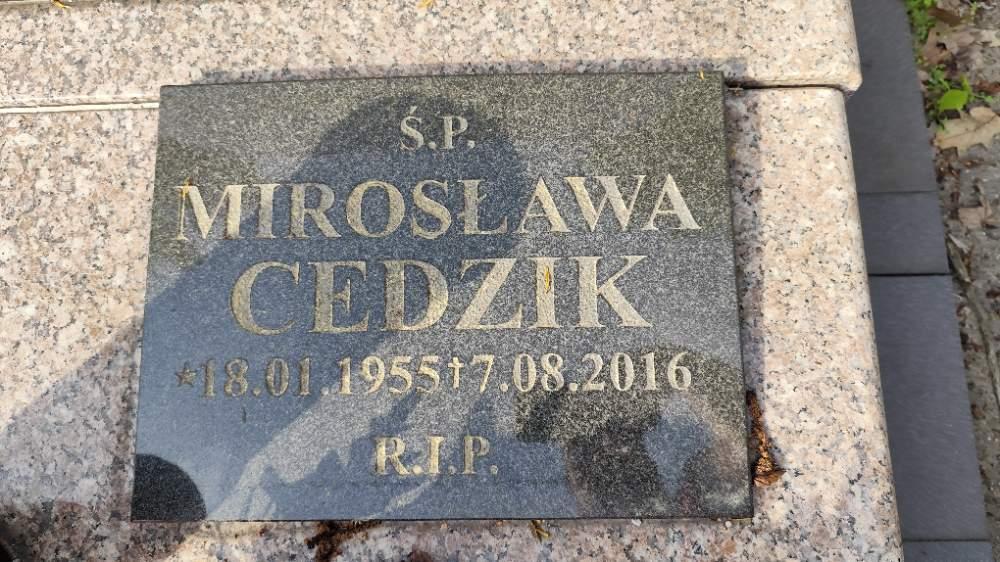 Ś.P.
MIROSŁAWA
CEDZIK
*18.01.1955†7.08.2016
R.I.P.